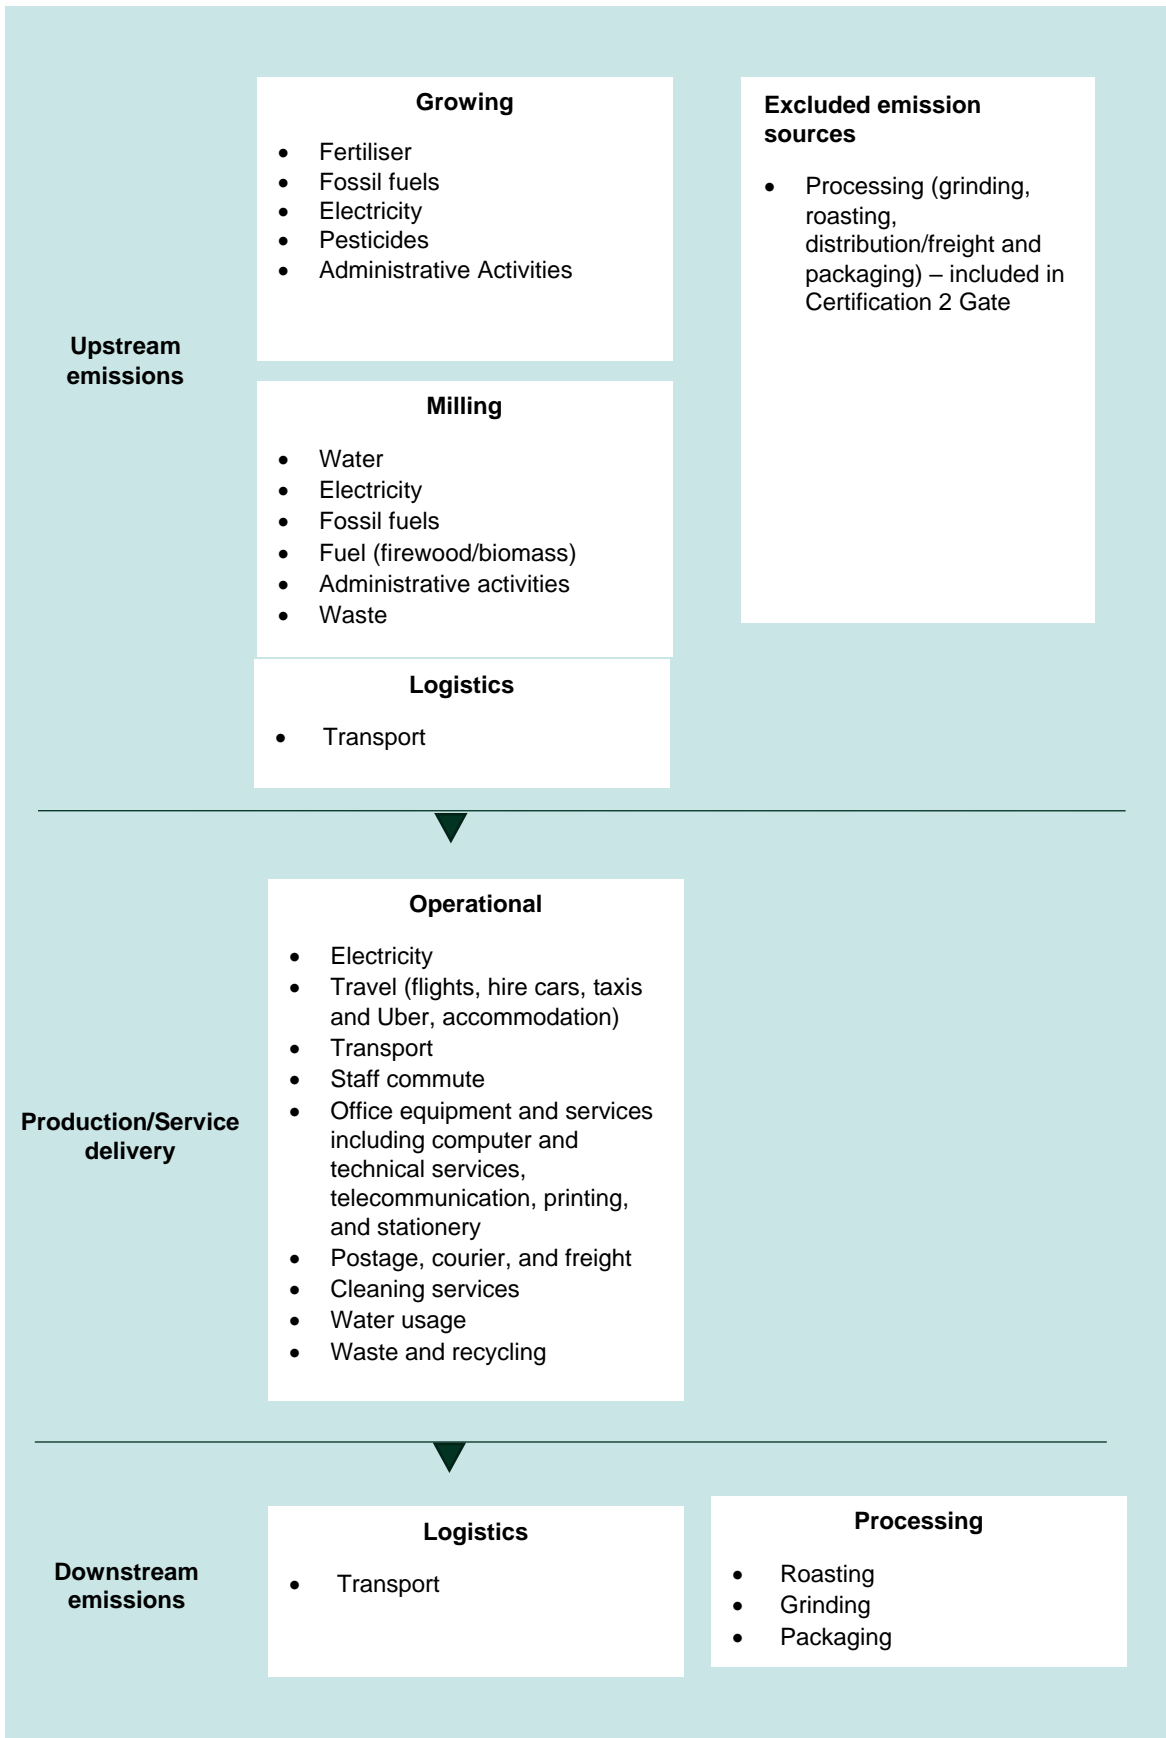 Upstream
emissions
Growing
• Fertiliser
• Fossil fuels
• Electricity
• Pesticides
• Administrative Activities
Milling
• Water
• Electricity
• Fossil fuels
• Fuel (firewood/biomass)
• Administrative activities
• Waste
Logistics
• Transport
Excluded emission
sources
• Processing (grinding,
roasting,
distribution/freight and
packaging) – included in
Certification 2 Gate
Production/Service
delivery
Operational
• Electricity
• Travel (flights, hire cars, taxis
and Uber, accommodation)
• Transport
• Staff commute
• Office equipment and services
including computer and
technical services,
telecommunication, printing,
and stationery
• Postage, courier, and freight
• Cleaning services
• Water usage
• Waste and recycling
Downstream
emissions
Logistics
• Transport
Processing
• Roasting
• Grinding
• Packaging